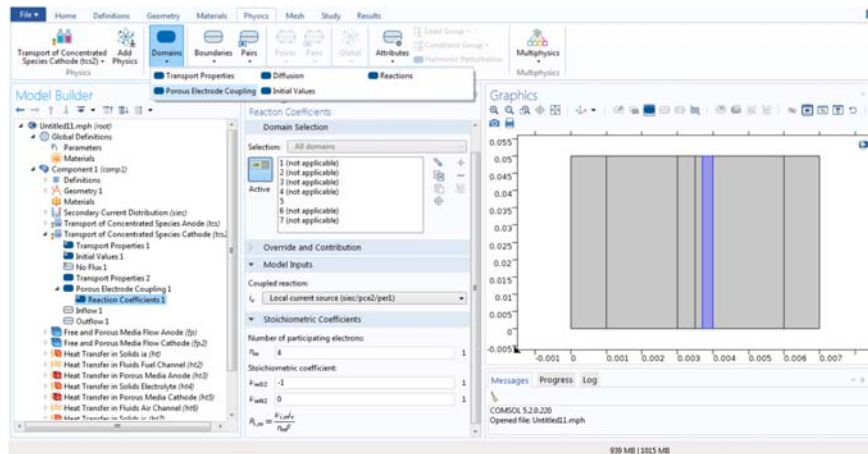 File Home Definitions Geometry Materials Physics Mesh Study Results
Transport of Concentrated Species Cathode (tcs2)
Add Physics
Domains
Boundaries
Pairs
Points
Pairs
Global
Attributes
Load Group
Constraint Group
Harmonic Perturbation
Multiphysics
Physics
Multiphysics
Transport Properties Diffusion Reactions
Porous Electrode Coupling Initial Values
Model Builder
Untitled11.mph (root)
Global Definitions
Parameters
Materials
Component 1 (comp1)
Definitions
Geometry 1
Materials
Secondary Current Distribution (siec)
Transport of Concentrated Species Anode (tcs)
Transport of Concentrated Species Cathode (tcs2
Transport Properties 1
Initial Values 1
No Flux 1
Transport Properties 2
Porous Electrode Coupling 1
Reaction Coefficients 1
Inflow 1
Outflow 1
Free and Porous Media Flow Anode (fp)
Free and Porous Media Flow Cathode (fp2)
Heat Transfer in Solids ia (ht)
Heat Transfer in Fluids Fuel Channel (ht2)
Heat Transfer in Porous Media Anode (ht3)
Heat Transfer in Solids Electrolyte (ht4)
Heat Transfer in Porous Media Cathode (ht5)
Heat Transfer in Fluids Air Channel (ht6)
Heat Transfer in Solids ic (ht7)
Reaction Coefficients
Domain Selection
Selection: All domains
Active
1 (not applicable)
2 (not applicable)
3 (not applicable)
4 (not applicable)
5
6 (not applicable)
7 (not applicable)
Override and Contribution
Model Inputs
Coupled reaction:
iv Local current source (siec/pce2/per1)
Stoichiometric Coefficients
Number of participating electrons:
nm 4 1
Stoichiometric coefficient:
-1 1
0 1
Graphics
0.055
0.05
0.045
0.04
0.035
0.03
0.025
0.02
0.015
0.01
0.005
0
-0.005
-0.001 0 0.001 0.002 0.003 0.004 0.005 0.006 0.007
Messages Progress Log
COMSOL 5.2.0.220
Opened file: Untitled11.mph
939 MB | 1015 MB